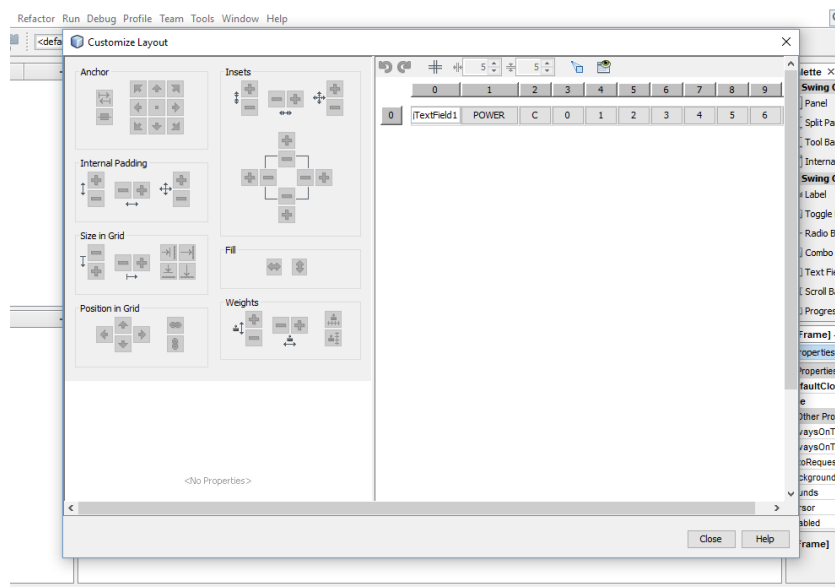 Refactor Run Debug Profile Team Tools Window Help
<defa
Customize Layout
Anchor
Insets
Internal Padding
Size in Grid
Fill
Position in Grid
Weights
<No Properties>
5 5
0 1 2 3 4 5 6 7 8 9
0 TextField1 POWER C 0 1 2 3 4 5 6
Close Help
lette
Swing C
Panel
Split Pa
Tool Ba
Interna
Swing C
Label
Toggle
Radio B
Combo
Text Fie
Scroll Ba
Progres
Frame] -
roperties
Properties
faultClo
e
Other Pro
waysOnT
vaysOnT
toReques
ckground
unds
rsor
abled
Frame]